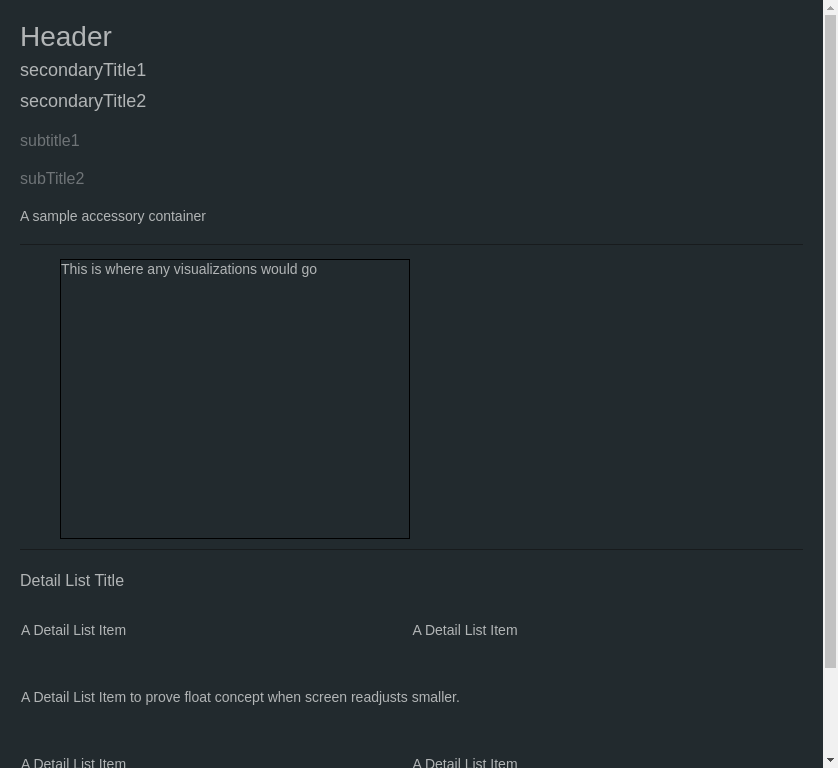 Header
secondaryTitle1
secondaryTitle2
subtitle1
subTitle2
A sample accessory container
This is where any visualizations would go
Detail List Title
A Detail List Item
A Detail List Item
A Detail List Item to prove float concept when screen readjusts smaller.
A Detail List Item
A Detail List Item